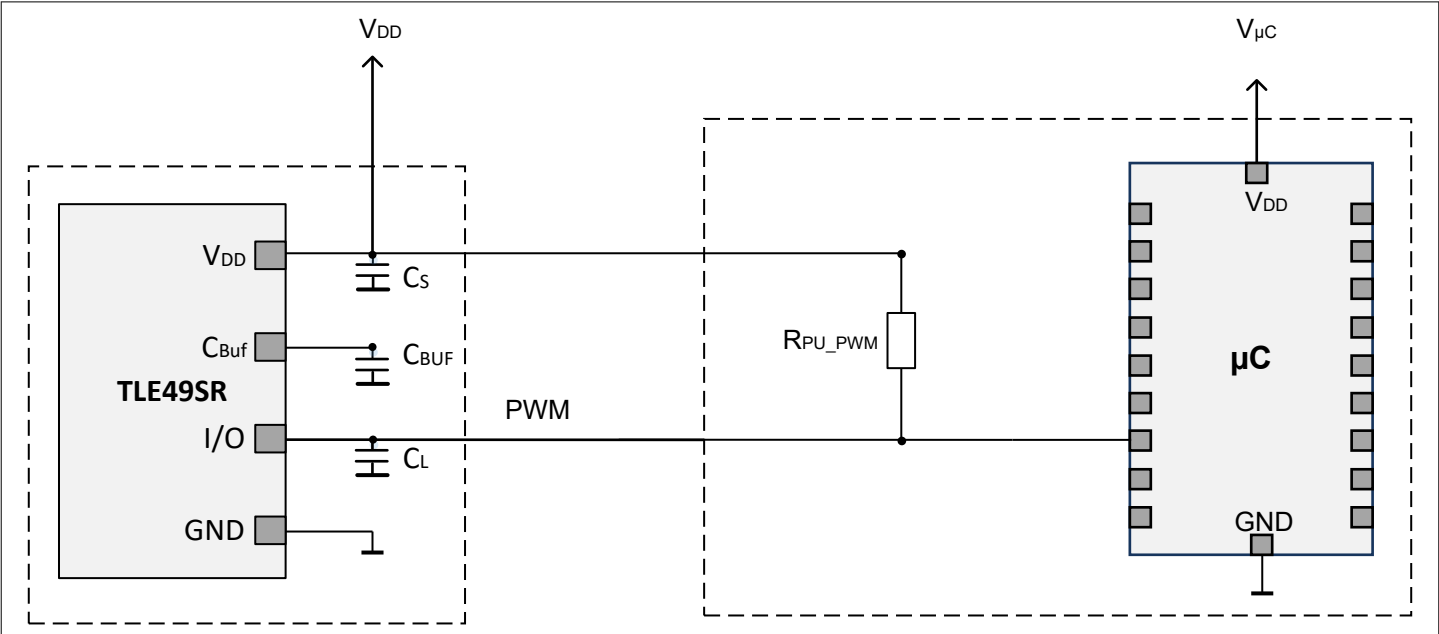 VDD
VµC
VDD
VDD
CS
RPU_PWM
CBuf
CBUF
µC
TLE49SR
PWM
I/O
CL
GND
GND